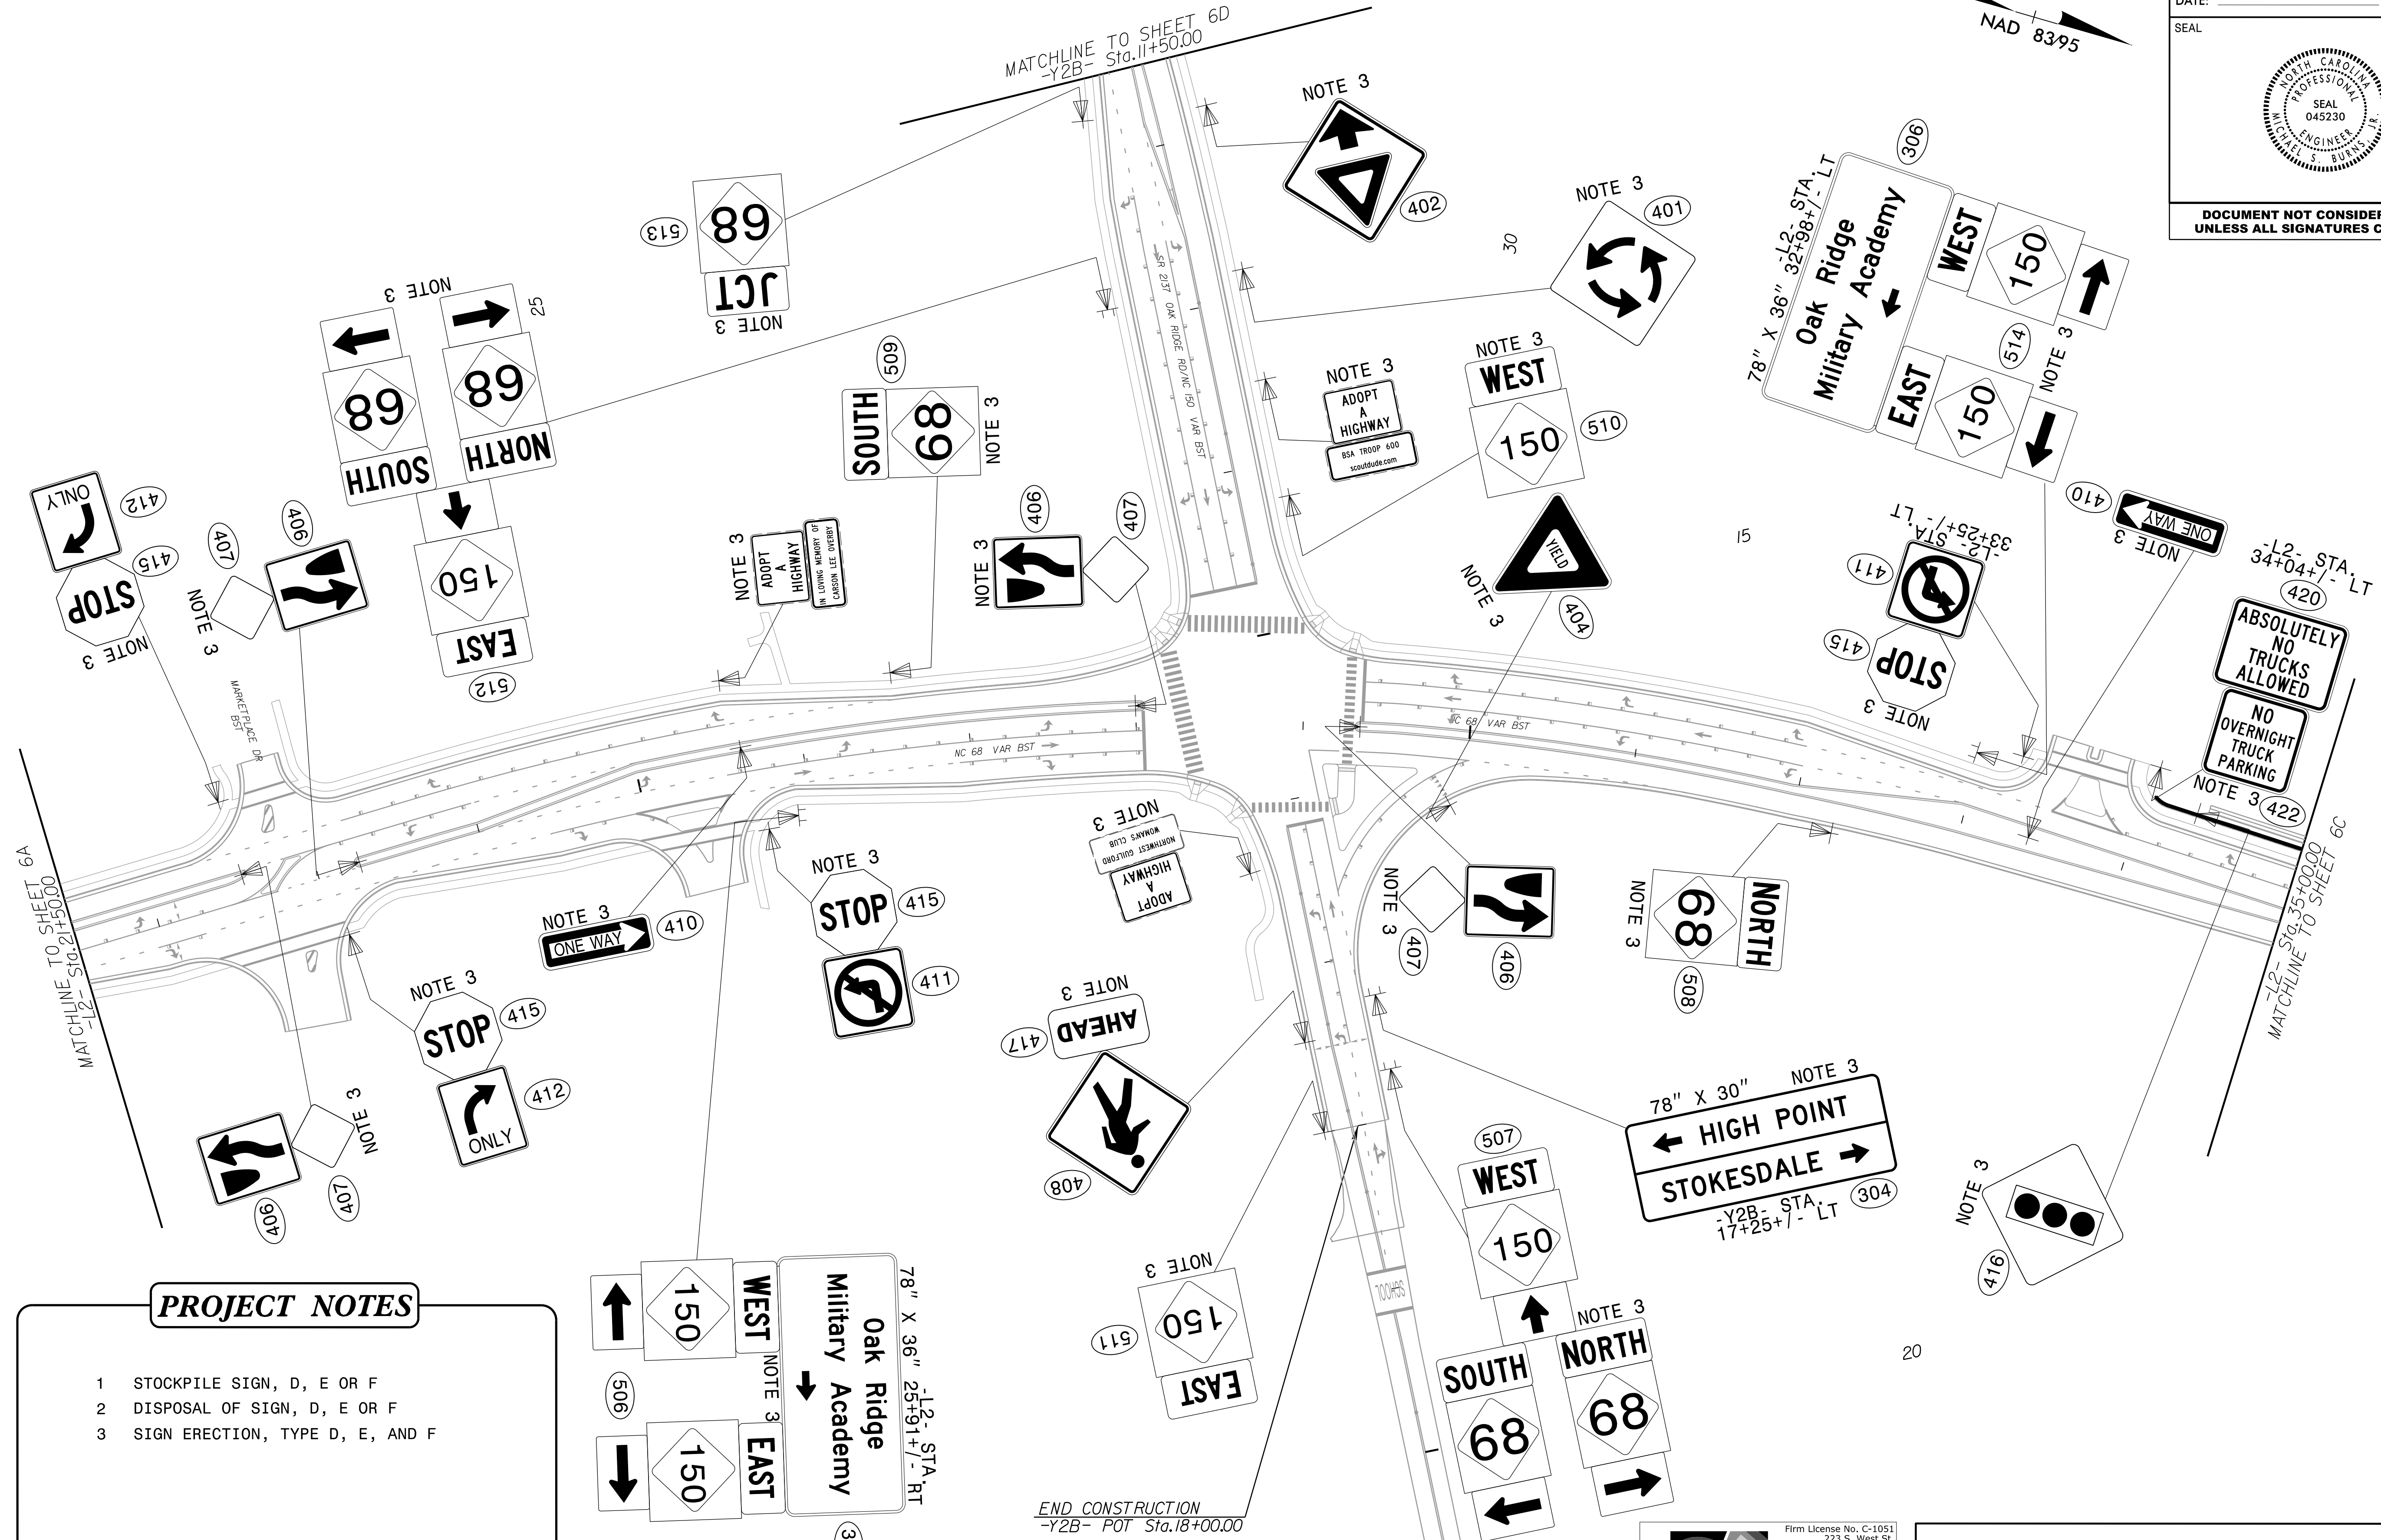 MATCHLINE TO SHEET 6D
-Y2B- Sta.11+50.00
NAD 83/95
DATE:
SEAL
NORTH CAROLINA
PROFESSIONAL
SEAL
045230
ENGINEER
MICHAEL S. BURNS, JR.
DOCUMENT NOT CONSIDER
UNLESS ALL SIGNATURES C
NOTE 3
402
NOTE 3
401
30
306
-L2- STA.
32+98+/- LT
78" X 36"
Oak Ridge
Military Academy
WEST
150
EAST
150
514
NOTE 3
513
68
JCT
NOTE 3
NOTE 3
25
68
SOUTH
68
NORTH
150
EAST
512
509
SOUTH
68
NOTE 3
SR 2137 OAK RIDGE RD/NC 150 VAR BST
NOTE 3
ADOPT
A
HIGHWAY
BSA TROOP 600
scoutdude.com
NOTE 3
WEST
150
510
ONLY
412
STOP
415
NOTE 3
407
NOTE 3
406
NOTE 3
ADOPT
A
HIGHWAY
IN LOVING MEMORY OF
CARSON LEE OVERBY
NOTE 3
406
407
YIELD
NOTE 3
404
15
410
ONE WAY
NOTE 3
-L2- STA.
33+25+/- LT
411
415
STOP
NOTE 3
-L2- STA.
34+04+/- LT
420
ABSOLUTELY
NO
TRUCKS
ALLOWED
NO
OVERNIGHT
TRUCK
PARKING
NOTE 3
422
MARKETPLACE DR
BST
NC 68 VAR BST
NC 68 VAR BST
MATCHLINE TO SHEET 6A
-L2- Sta.21+50.00
-L2- Sta.35+00.00
MATCHLINE TO SHEET 6C
NOTE 3
ONE WAY
410
NOTE 3
STOP
415
411
NOTE 3
NORTHWEST GUILFORD
WOMAN'S CLUB
ADOPT
A
HIGHWAY
NOTE 3
407
406
NOTE 3
68
NORTH
508
NOTE 3
STOP
415
ONLY
412
406
407
NOTE 3
NOTE 3
AHEAD
417
408
78" X 30"
NOTE 3
HIGH POINT
STOKESDALE
304
-Y2B- STA.
17+25+/- LT
NOTE 3
416
507
WEST
150
NOTE 3
SOUTH
68
NORTH
68
SCHOOL
NOTE 3
150
511
EAST
20
WEST
150
506
NOTE 3
EAST
150
Oak Ridge
Military Academy
78" X 36"
-L2- STA.
25+91+/- RT
3
END CONSTRUCTION
-Y2B- POT Sta.18+00.00
PROJECT NOTES
1 STOCKPILE SIGN, D, E OR F
2 DISPOSAL OF SIGN, D, E OR F
3 SIGN ERECTION, TYPE D, E, AND F
Firm License No. C-1051
223 S. West St.